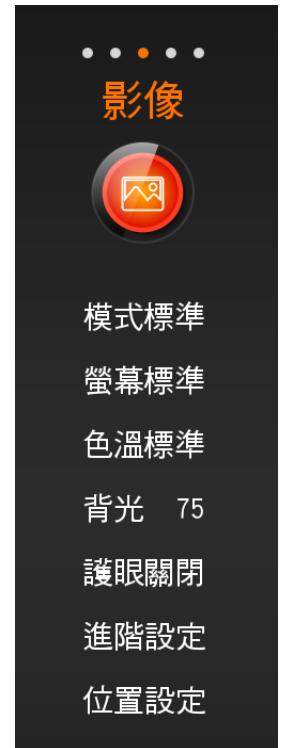 影像
模式標準
螢幕標準
色溫標準
背光 75
護眼關閉
進階設定
位置設定